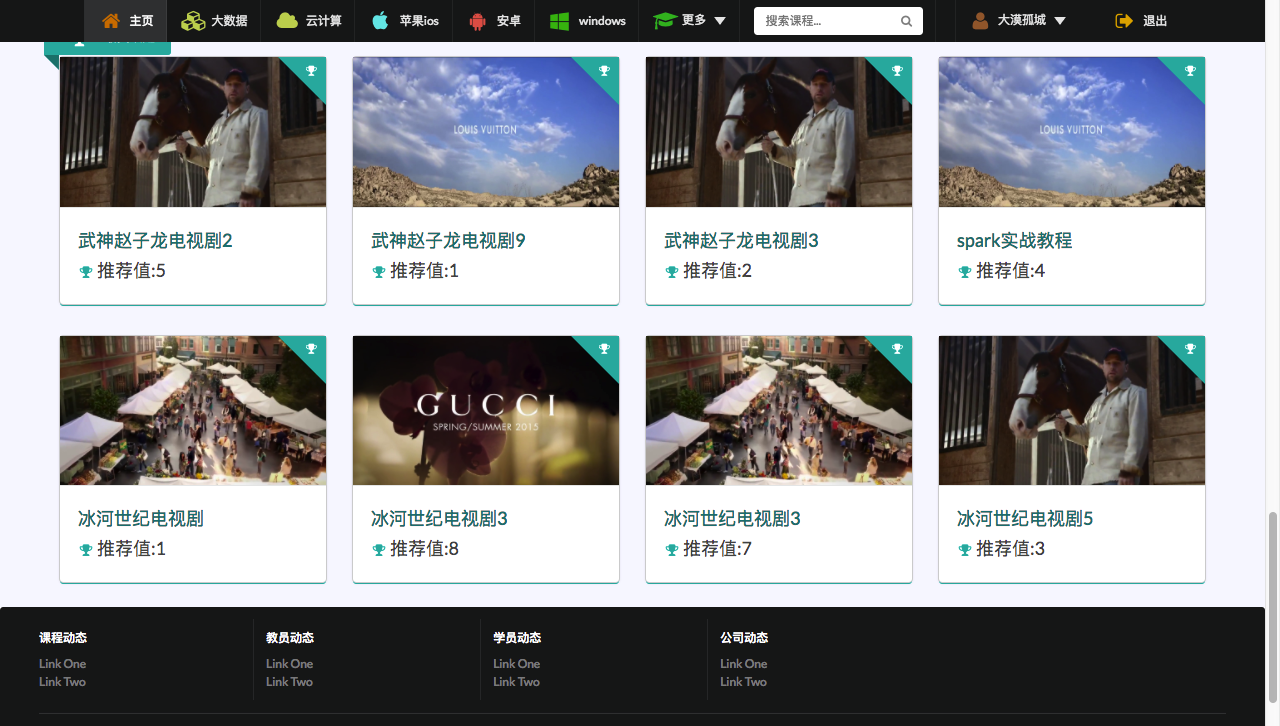 主页
大数据
云计算
苹果ios
安卓
windows
更多
搜索课程...
大漠孤城
退出
LOUIS VUITTON
LOUIS VUITTON
武神赵子龙电视剧2
推荐值:5
武神赵子龙电视剧9
推荐值:1
武神赵子龙电视剧3
推荐值:2
spark实战教程
推荐值:4
GUCCI
SPRING/SUMMER 2015
冰河世纪电视剧
推荐值:1
冰河世纪电视剧3
推荐值:8
冰河世纪电视剧3
推荐值:7
冰河世纪电视剧5
推荐值:3
课程动态
Link One
Link Two
教员动态
Link One
Link Two
学员动态
Link One
Link Two
公司动态
Link One
Link Two